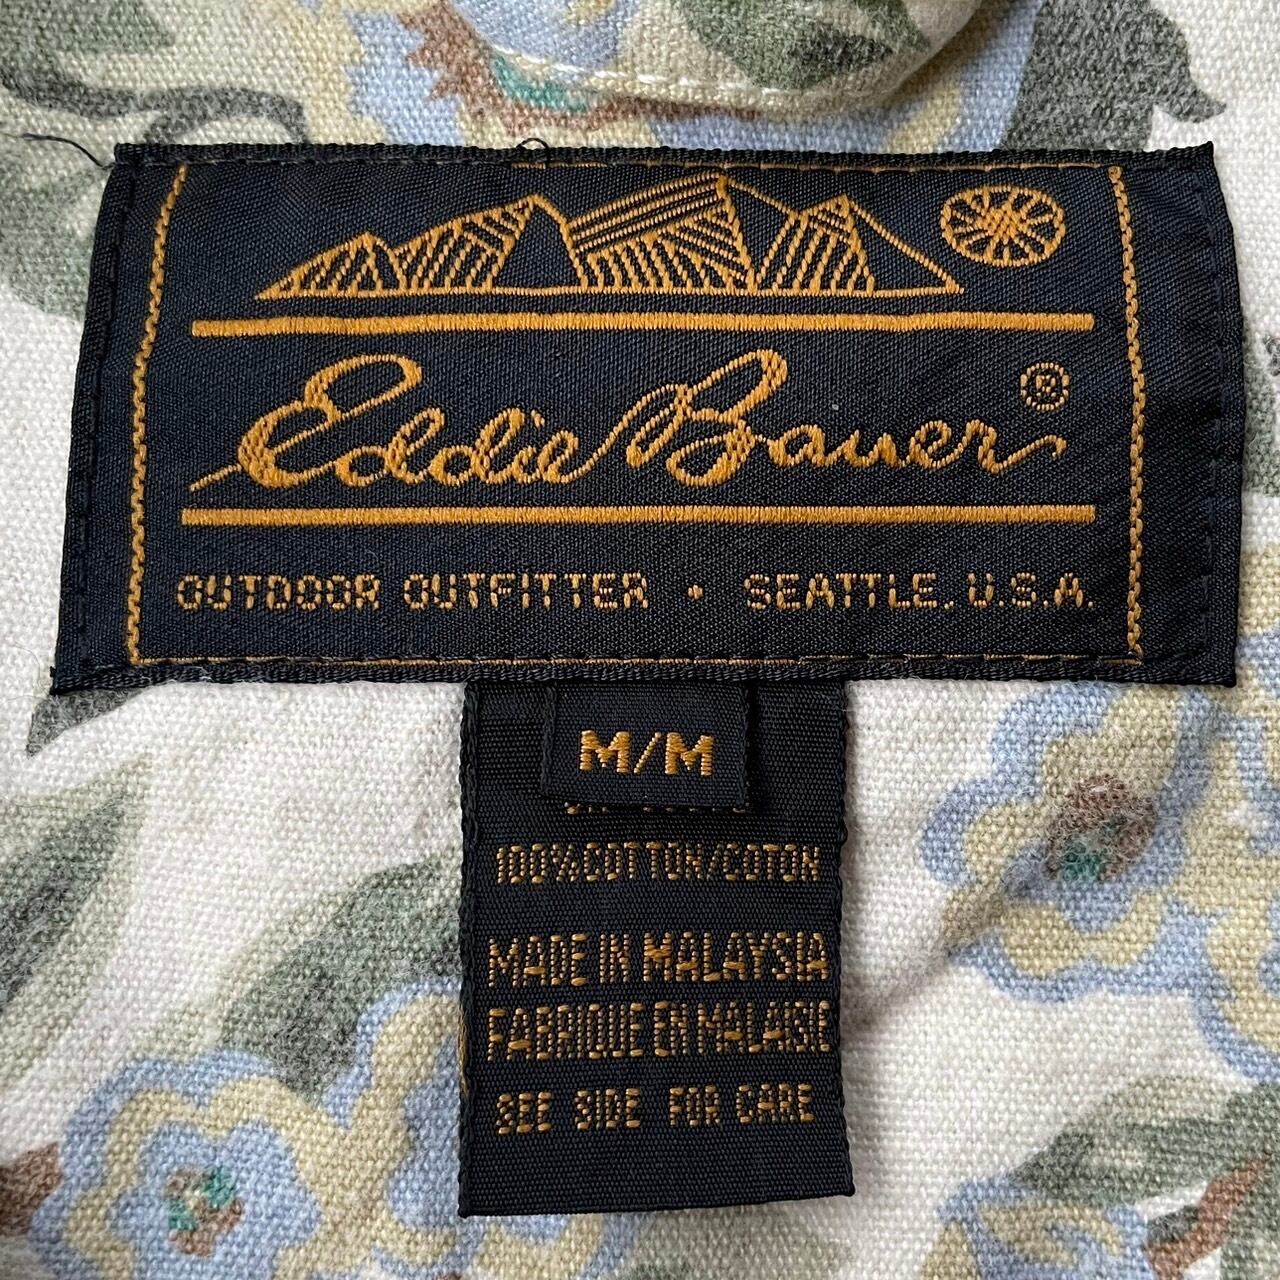 Eddie Bauer ®
OUTDOOR OUTFITTER • SEATTLE, U.S.A.
M/M
100%COTTON/COTON
MADE IN MALAYSIA
FABRIQUE EN MALAISIE
SEE SIDE FOR CARE